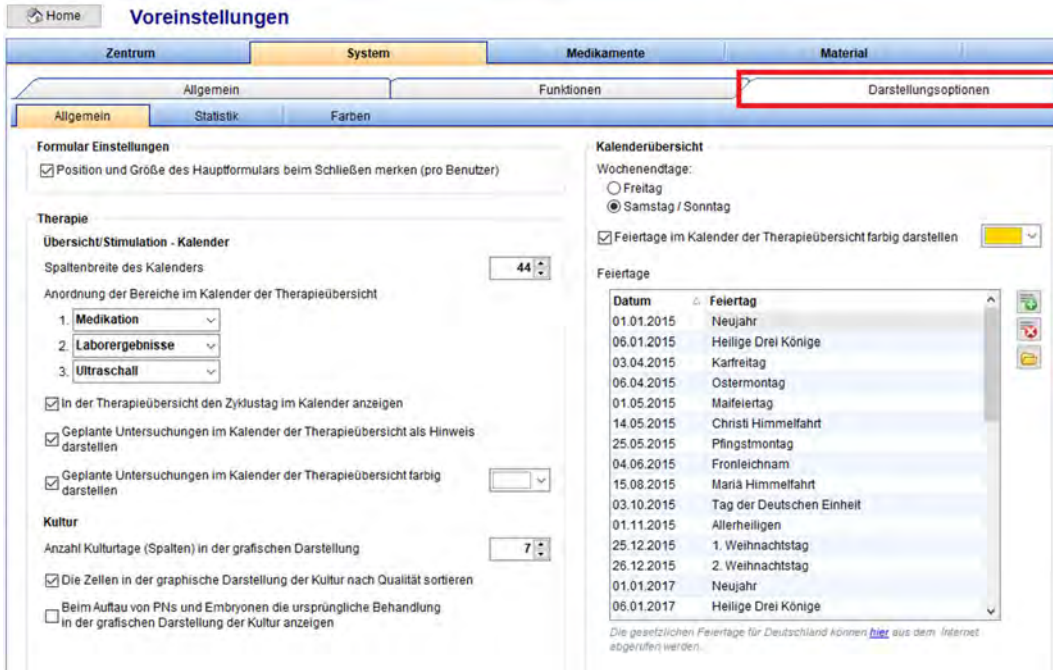 Home
Voreinstellungen
Zentrum System Medikamente Material
Allgemein Funktionen Darstellungsoptionen
Allgemein Statistik Farben
Formular Einstellungen
Position und Größe des Hauptformulars beim Schließen merken (pro Benutzer)
Therapie
Übersicht/Stimulation - Kalender
Spaltenbreite des Kalenders 44
Anordnung der Bereiche im Kalender der Therapieübersicht
1. Medikation
2. Laborergebnisse
3. Ultraschall
In der Therapieübersicht den Zyklustag im Kalender anzeigen
Geplante Untersuchungen im Kalender der Therapieübersicht als Hinweis
darstellen
Geplante Untersuchungen im Kalender der Therapieübersicht farbig
darstellen
Kultur
Anzahl Kulturtage (Spalten) in der grafischen Darstellung 7
Die Zellen in der graphische Darstellung der Kultur nach Qualität sortieren
Beim Auftau von PNs und Embryonen die ursprüngliche Behandlung
in der grafischen Darstellung der Kultur anzeigen
Kalenderübersicht
Wochenendtage:
Freitag
Samstag / Sonntag
Feiertage im Kalender der Therapieübersicht farbig darstellen
Feiertage
Datum Feiertag
01.01.2015 Neujahr
06.01.2015 Heilige Drei Könige
03.04.2015 Karfreitag
06.04.2015 Ostermontag
01.05.2015 Maifeiertag
14.05.2015 Christi Himmelfahrt
25.05.2015 Pfingstmontag
04.06.2015 Fronleichnam
15.08.2015 Mariä Himmelfahrt
03.10.2015 Tag der Deutschen Einheit
01.11.2015 Allerheiligen
25.12.2015 1. Weihnachtstag
26.12.2015 2. Weihnachtstag
01.01.2017 Neujahr
06.01.2017 Heilige Drei Könige
Die gesetzlichen Feiertage für Deutschland können hier aus dem Internet
abgerufen werden.